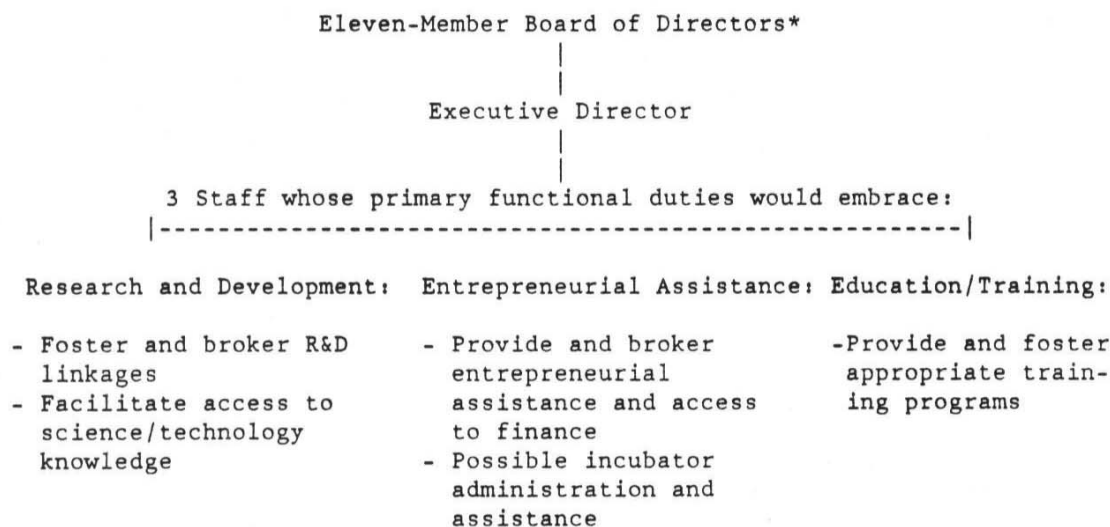 Eleven-Member Board of Directors*
Executive Director
3 Staff whose primary functional duties would embrace:
Research and Development:
- Foster and broker R&D
linkages
- Facilitate access to
science/technology
knowledge
Entrepreneurial Assistance:
- Provide and broker
entrepreneurial
assistance and access
to finance
- Possible incubator
administration and
assistance
Education/Training:
-Provide and foster
appropriate train-
ing programs